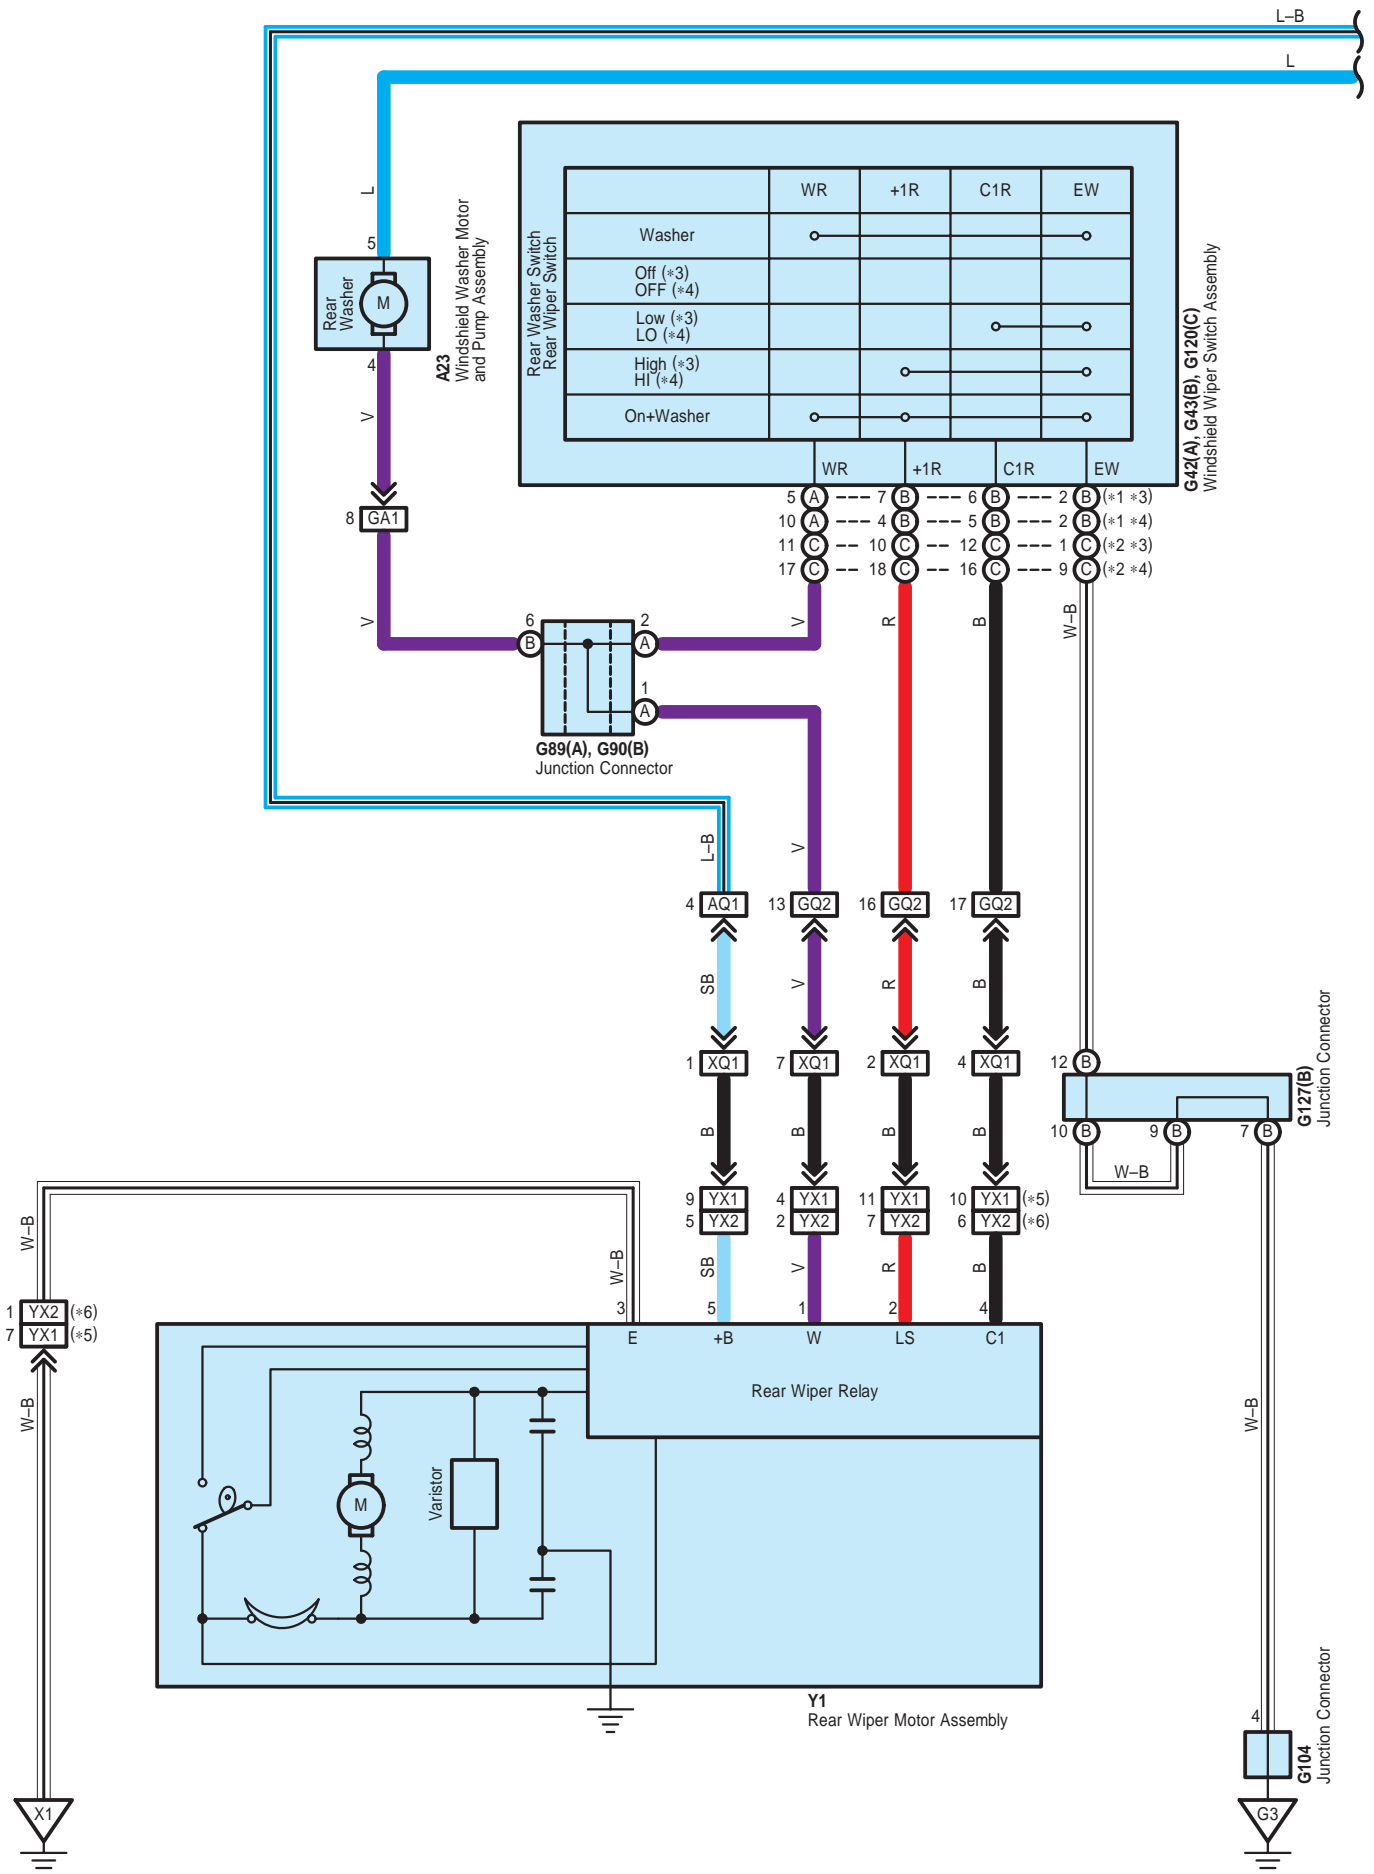 L–B
L
L
5
Rear
Washer
M
4
A23
Windshield Washer Motor
and Pump Assembly
V
8 GA1
V
Rear Washer Switch
Rear Wiper Switch
WR +1R C1R EW
Washer
Off (∗3)
OFF (∗4)
Low (∗3)
LO (∗4)
High (∗3)
HI (∗4)
On+Washer
WR +1R C1R EW
G42(A), G43(B), G120(C)
Windshield Wiper Switch Assembly
5 A 7 B 6 B 2 B (∗1 ∗3)
10 A 4 B 5 B 2 B (∗1 ∗4)
11 C 10 C 12 C 1 C (∗2 ∗3)
17 C 18 C 16 C 9 C (∗2 ∗4)
V R B W–B
6 B 2 A
1 A
G89(A), G90(B)
Junction Connector
L–B V
4 AQ1 13 GQ2 16 GQ2 17 GQ2
SB V R B
1 XQ1 7 XQ1 2 XQ1 4 XQ1
12 B
G127(B)
Junction Connector
10 B 9 B 7 B
W–B
B B B B
9 YX1 4 YX1 11 YX1 10 YX1 (∗5)
5 YX2 2 YX2 7 YX2 6 YX2 (∗6)
W–B W–B SB V R B
1 YX2 (∗6)
7 YX1 (∗5)
3 5 1 2 4
E +B W LS C1
Rear Wiper Relay
W–B
W–B
M
Varistor
Y1
Rear Wiper Motor Assembly
4
G104
Junction Connector
X1
G3